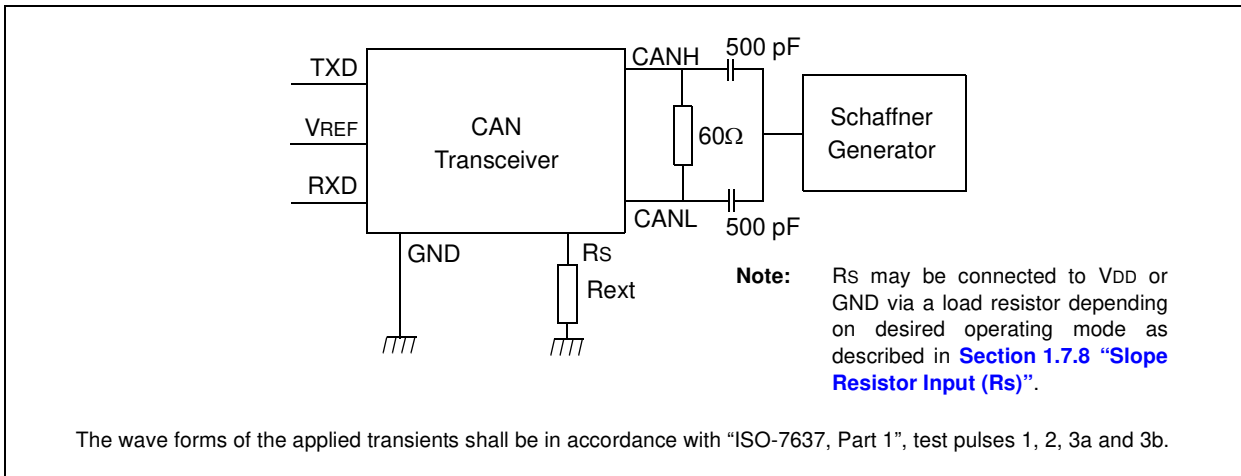 500 pF
CANH
TXD
VREF
RXD
CAN
Transceiver
60Ω
Schaffner
Generator
CANL
500 pF
GND
RS
Rext
Note: RS may be connected to VDD or
GND via a load resistor depending
on desired operating mode as
described in Section 1.7.8 “Slope
Resistor Input (Rs)”.
The wave forms of the applied transients shall be in accordance with “ISO-7637, Part 1”, test pulses 1, 2, 3a and 3b.